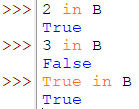 >>> 2 in B
True
>>> 3 in B
False
>>> True in B
True